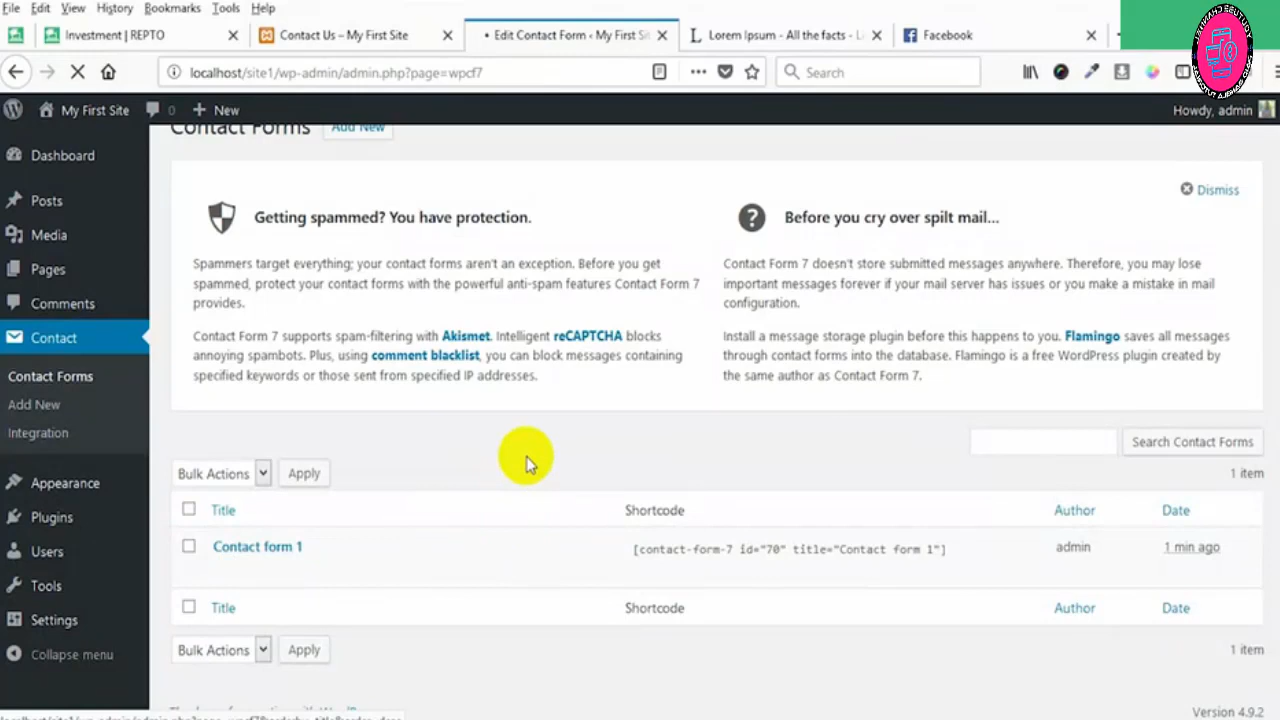 File Edit View History Bookmarks Tools Help
Investment | REPTO
Contact Us – My First Site
Edit Contact Form ‹ My First Sit
Lorem Ipsum - All the facts - Li
Facebook
localhost/site1/wp-admin/admin.php?page=wpcf7
Search
My First Site 0 New
Howdy, admin
Dashboard
Posts
Media
Pages
Comments
Contact
Contact Forms
Add New
Integration
Appearance
Plugins
Users
Tools
Settings
Collapse menu
Contact Forms Add New
Dismiss
Getting spammed? You have protection.
Spammers target everything; your contact forms aren't an exception. Before you get
spammed, protect your contact forms with the powerful anti-spam features Contact Form 7
provides.
Contact Form 7 supports spam-filtering with Akismet. Intelligent reCAPTCHA blocks
annoying spambots. Plus, using comment blacklist, you can block messages containing
specified keywords or those sent from specified IP addresses.
Before you cry over spilt mail...
Contact Form 7 doesn't store submitted messages anywhere. Therefore, you may lose
important messages forever if your mail server has issues or you make a mistake in mail
configuration.
Install a message storage plugin before this happens to you. Flamingo saves all messages
through contact forms into the database. Flamingo is a free WordPress plugin created by
the same author as Contact Form 7.
Search Contact Forms
Bulk Actions Apply
1 item
Title Shortcode Author Date
Contact form 1 [contact-form-7 id="70" title="Contact form 1"] admin 1 min ago
Title Shortcode Author Date
Bulk Actions Apply
1 item
Version 4.9.2